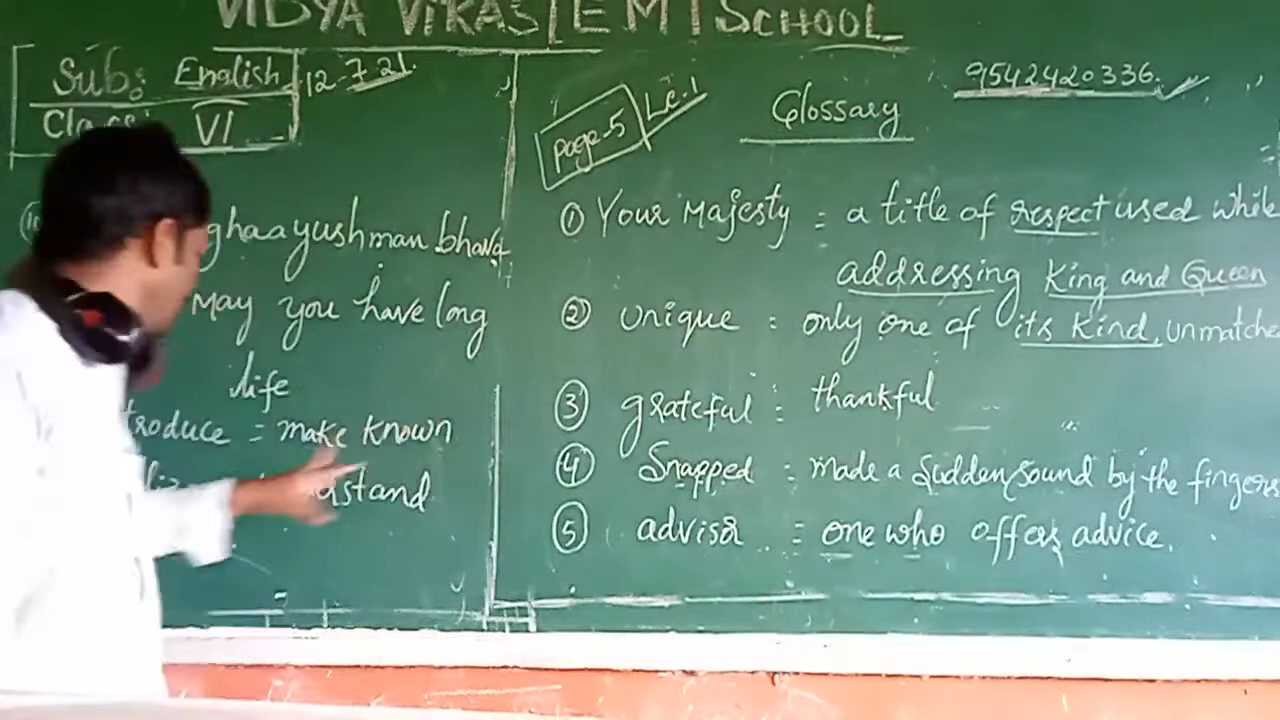 VIDYA VIKAS E M SCHOOL
Sub: English 12-7-21
Class: VI
ghaayushman bhava
May you have long
life
troduce = make known
stand
9542420336
Page-5 Le.1
Glossary
① Your Majesty = a title of respect used while
addressing King and Queen
② unique : only one of its kind, unmatche
③ grateful : thankful
④ Snapped : made a sudden sound by the fingers
⑤ advisor : one who offers advice.